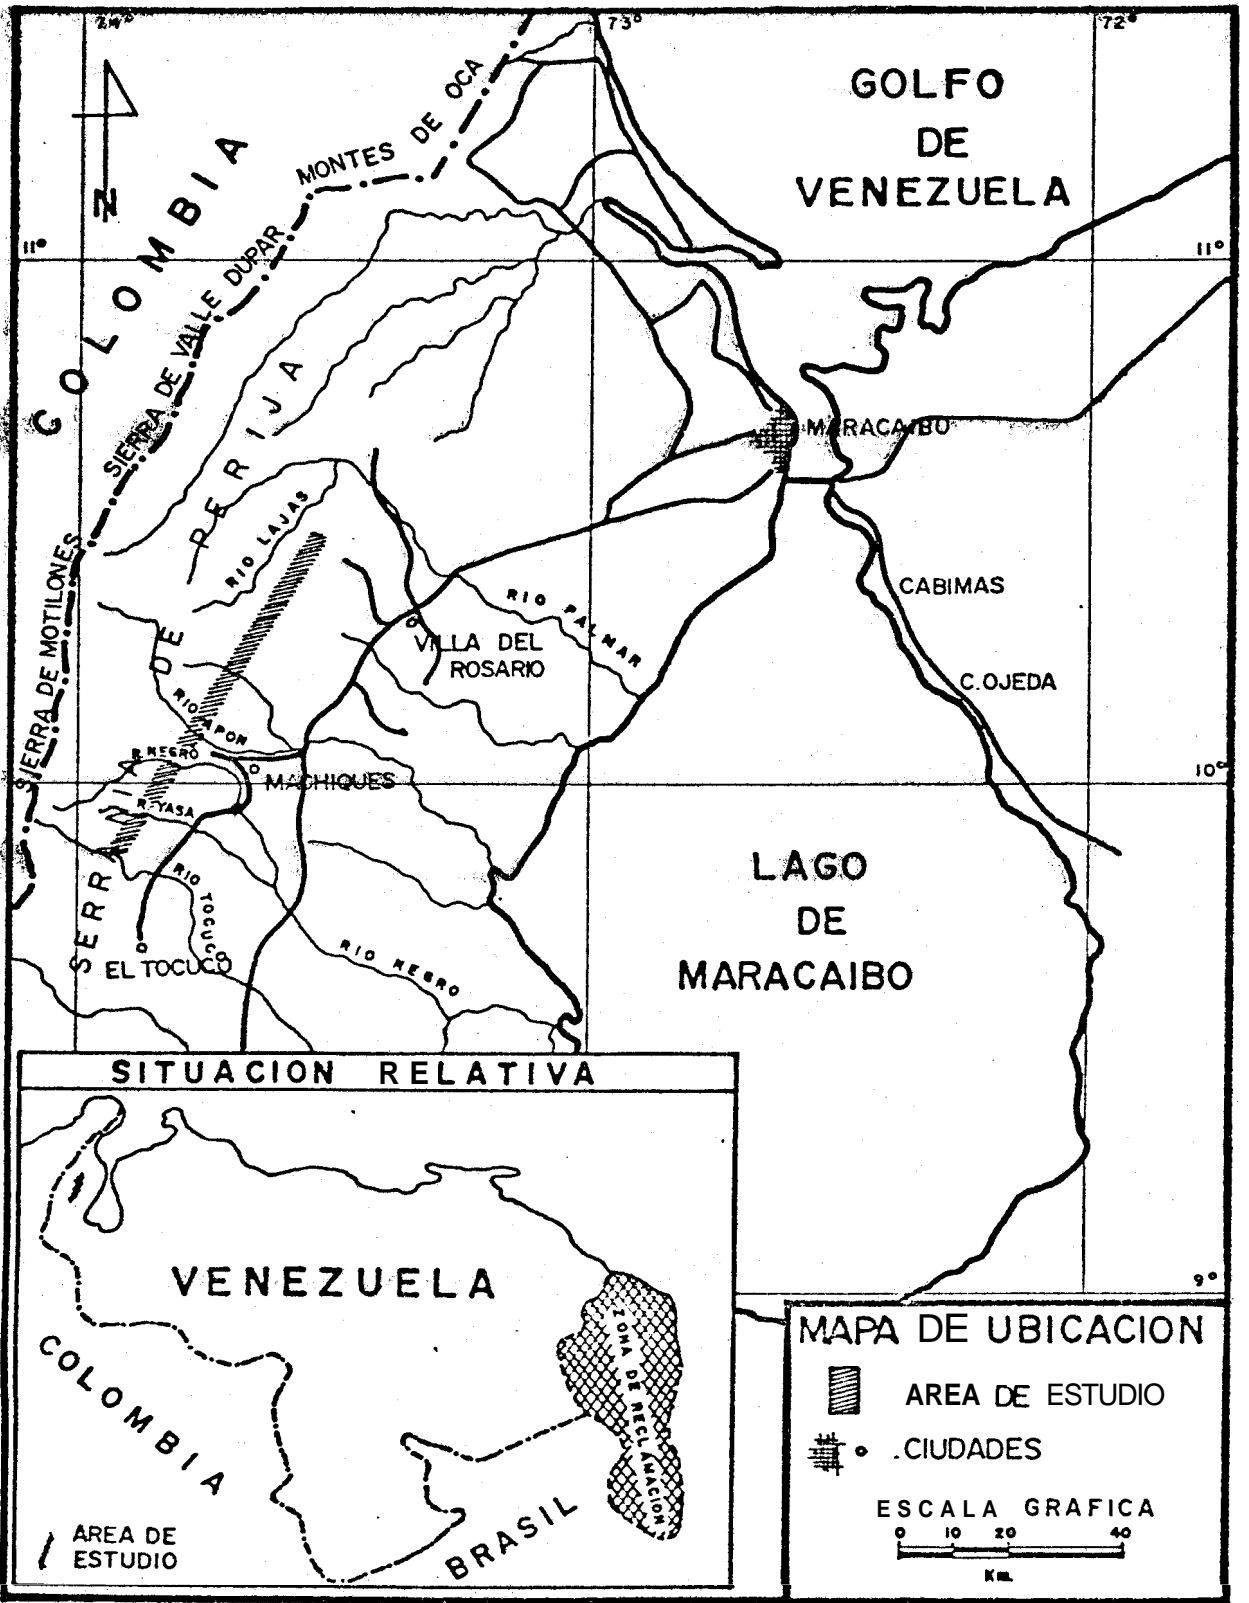 74°
73°
72°
GOLFO
DE
VENEZUELA
COLOMBIA
MONTES DE OCA
N
11°
11°
SIERRA DE VALLE DUPAR
SIERRA DE MOTILONES
SERRANIA DE PERIJA
MARACAIBO
RIO LAJAS
CABIMAS
RIO PALMAR
VILLA DEL
ROSARIO
C.OJEDA
RIO APON
R. NEGRO
MACHIQUES
10°
R. YASA
RIO TOCUCO
EL TOCUCO
RIO NEGRO
LAGO
DE
MARACAIBO
SITUACION RELATIVA
VENEZUELA
COLOMBIA
BRASIL
ZONA DE RECLAMACION
AREA DE
ESTUDIO
9°
MAPA DE UBICACION
AREA DE ESTUDIO
.CIUDADES
ESCALA GRAFICA
0 10 20 40
Km.